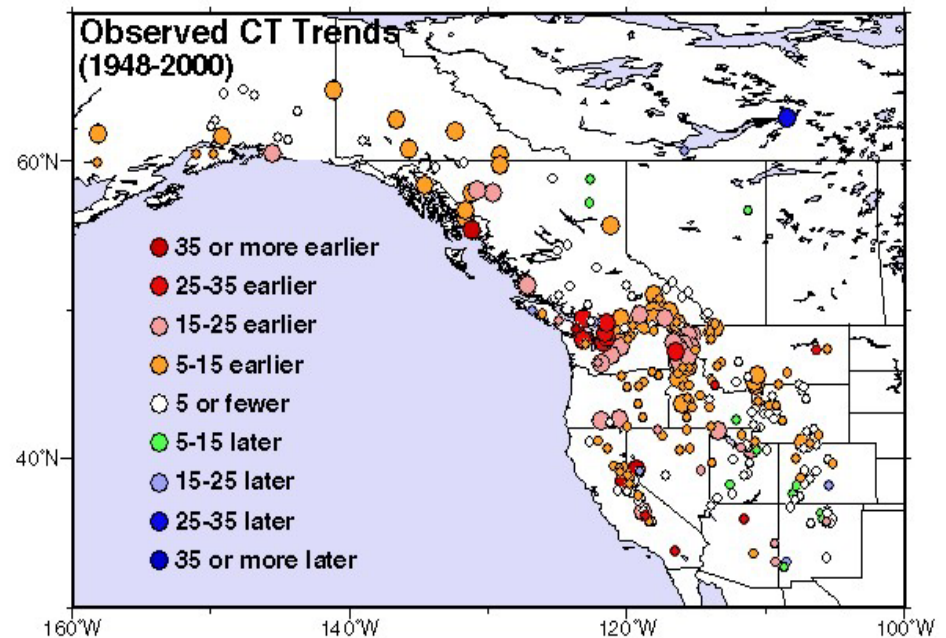 Observed CT Trends
(1948-2000)
60°N
35 or more earlier
25-35 earlier
15-25 earlier
5-15 earlier
5 or fewer
5-15 later
15-25 later
25-35 later
35 or more later
40°N
160°W
140°W
120°W
100°W